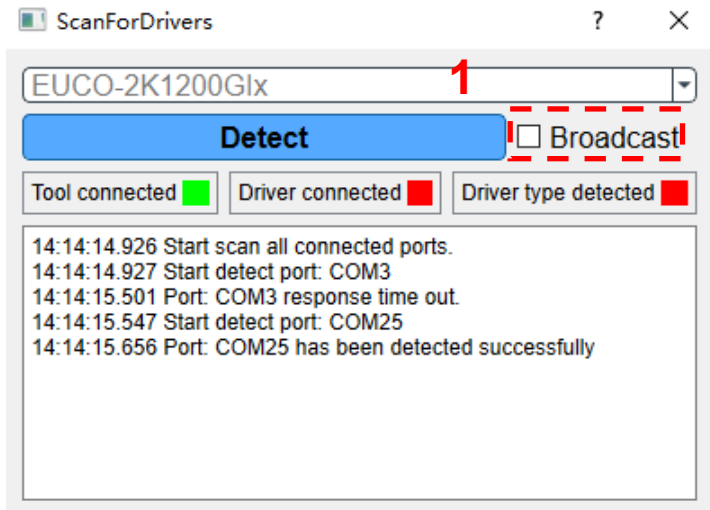 ScanForDrivers
?
EUCO-2K1200GIx
1
Detect
Broadcast
Tool connected
Driver connected
Driver type detected
14:14:14.926 Start scan all connected ports.
14:14:14.927 Start detect port: COM3
14:14:15.501 Port: COM3 response time out.
14:14:15.547 Start detect port: COM25
14:14:15.656 Port: COM25 has been detected successfully